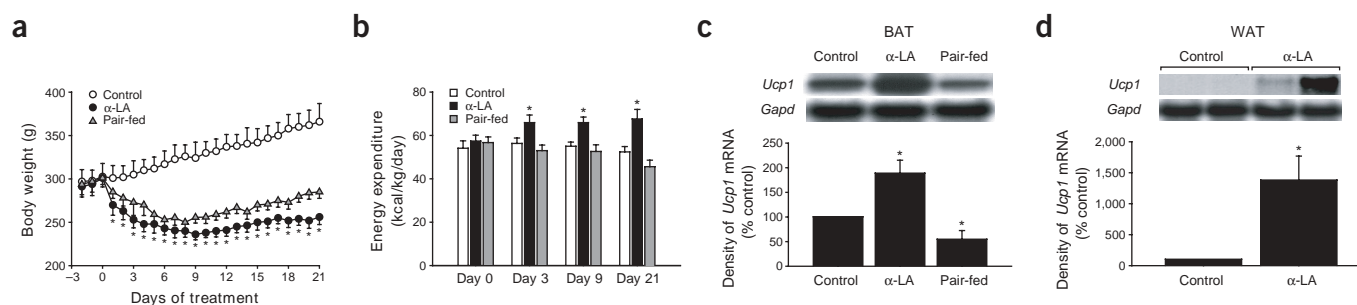 a
Control
α-LA
Pair-fed
Body weight (g)
400
350
300
250
200
–3
0
3
6
9
12
15
18
21
Days of treatment
* * * * * * * * * * * * * * * * * * * * *
b
Control
α-LA
Pair-fed
Energy expenditure
(kcal/kg/day)
80
60
40
20
0
* * *
Day 0
Day 3
Day 9
Day 21
c
BAT
Control
α-LA
Pair-fed
Ucp1
Gapd
Density of Ucp1 mRNA
(% control)
250
200
150
100
50
0
*
*
Control
α-LA
Pair-fed
d
WAT
Control
α-LA
Ucp1
Gapd
Density of Ucp1 mRNA
(% control)
2,000
1,500
1,000
500
0
*
Control
α-LA